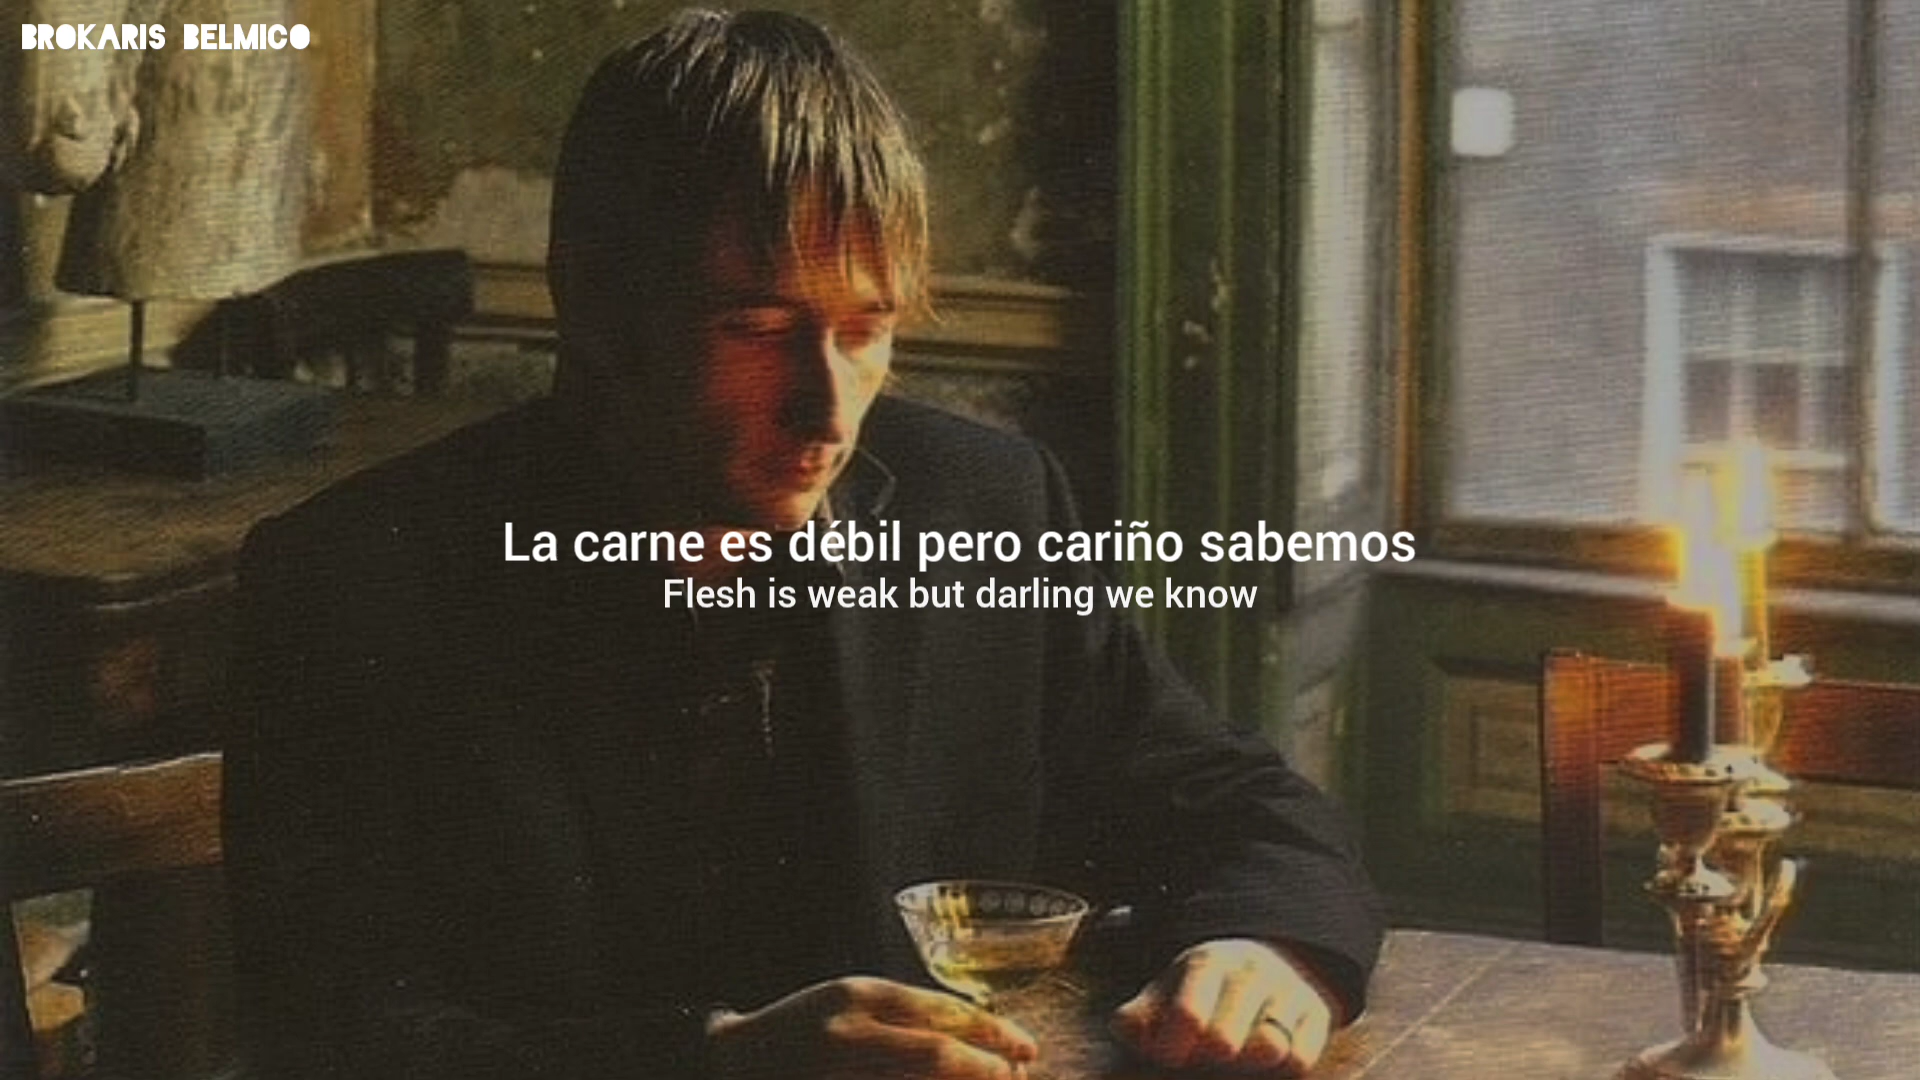 BROKARIS BELMICO
La carne es débil pero cariño sabemos
Flesh is weak but darling we know